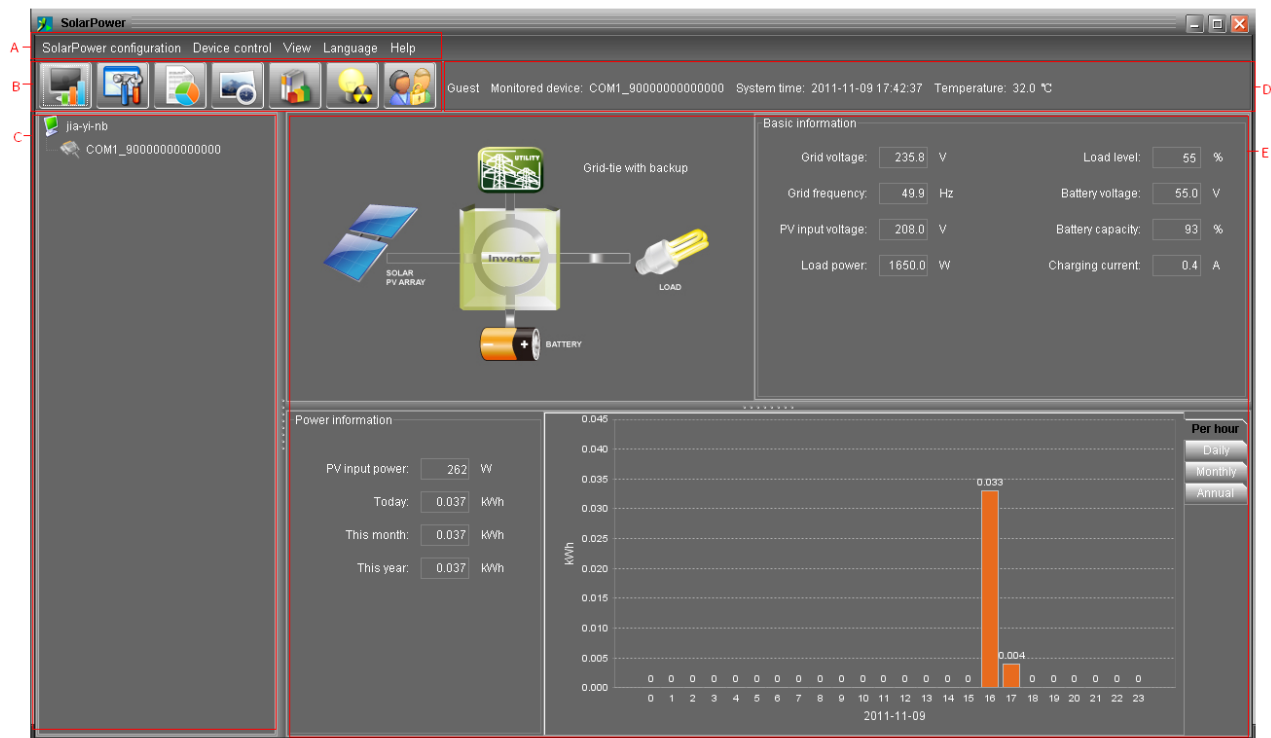 SolarPower
A
SolarPower configuration Device control View Language Help
B
Guest Monitored device: COM1_90000000000000 System time: 2011-11-09 17:42:37 Temperature: 32.0 ℃
D
C
jia-yi-nb
COM1_90000000000000
UTILITY
Grid-tie with backup
Inverter
SOLAR
PV ARRAY
LOAD
BATTERY
Basic information
E
Grid voltage: 235.8 V Load level: 55 %
Grid frequency: 49.9 Hz Battery voltage: 55.0 V
PV input voltage: 208.0 V Battery capacity: 93 %
Load power: 1650.0 W Charging current: 0.4 A
Power information
PV input power: 262 W
Today: 0.037 kWh
This month: 0.037 kWh
This year: 0.037 kWh
0.045
0.040
0.035
0.030
0.025
0.020
0.015
0.010
0.005
0.000
kWh
0.033
0.004
0 0 0 0 0 0 0 0 0 0 0 0 0 0 0 0 0 0 0 0 0 0
0 1 2 3 4 5 6 7 8 9 10 11 12 13 14 15 16 17 18 19 20 21 22 23
2011-11-09
Per hour
Daily
Monthly
Annual